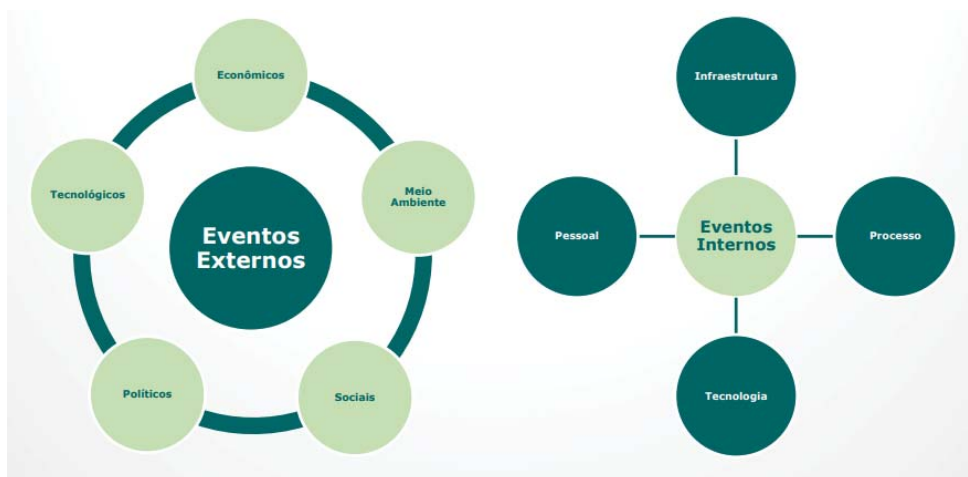 Econômicos
Tecnológicos
Meio
Ambiente
Eventos
Externos
Políticos
Sociais
Infraestrutura
Pessoal
Eventos
Internos
Processo
Tecnologia